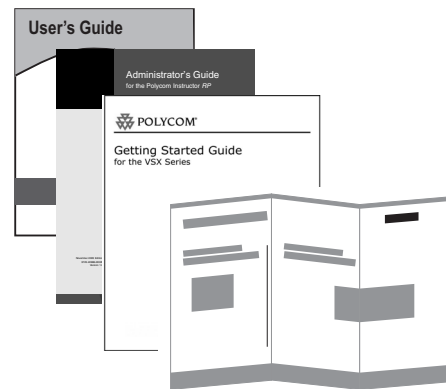 User's Guide
Administrator's Guide
for the Polycom Instructor RP
POLYCOM®
Getting Started Guide
for the VSX Series